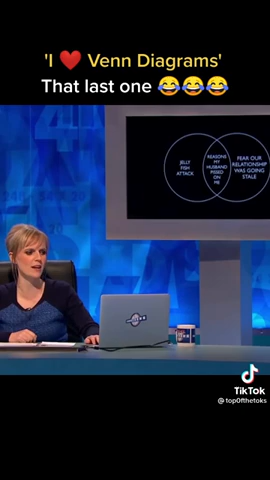 'I ❤️ Venn Diagrams'
That last one 😂😂😂
JELLY
FISH
ATTACK
REASONS
MY
HUSBAND
PISSED
ON
ME
FEAR OUR
RELATIONSHIP
WAS GOING
STALE
TikTok
@top0fthetoks